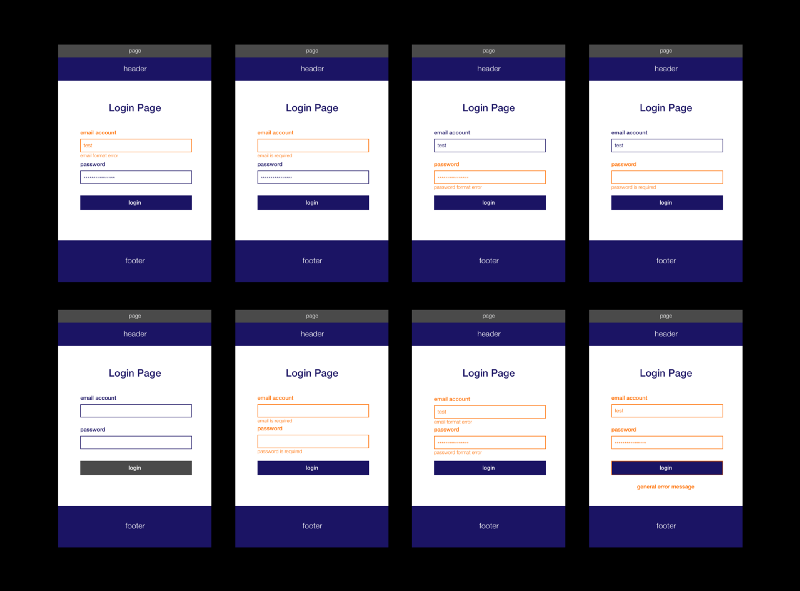 page
header
Login Page
email account
test
email format error
password
login
footer
page
header
Login Page
email account
email is required
password
login
footer
page
header
Login Page
email account
test
password
password format error
login
footer
page
header
Login Page
email account
test
password
password is required
login
footer
page
header
Login Page
email account
password
login
footer
page
header
Login Page
email account
email is required
password
password is required
login
footer
page
header
Login Page
email account
test
email format error
password
password format error
login
footer
page
header
Login Page
email account
test
password
login
general error message
footer